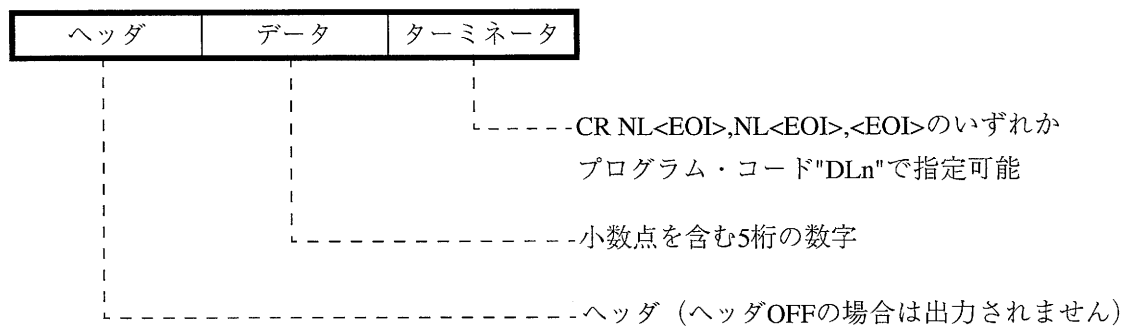 ヘッダ データ ターミネータ
CR NL<EOI>,NL<EOI>,<EOI>のいずれか
プログラム・コード"DLn"で指定可能
小数点を含む5桁の数字
ヘッダ（ヘッダOFFの場合は出力されません）